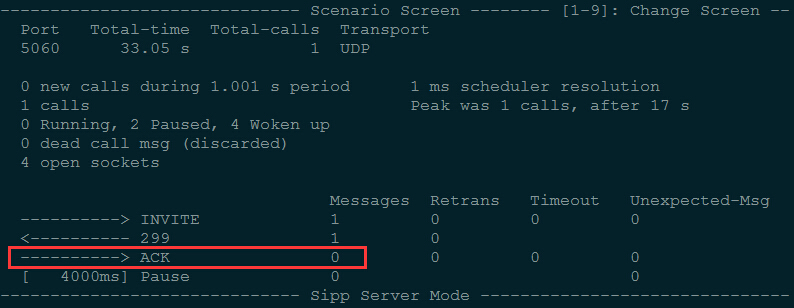 ------------------------------ Scenario Screen -------- [1-9]: Change Screen --
Port   Total-time  Total-calls  Transport
5060      33.05 s            1  UDP
0 new calls during 1.001 s period      1 ms scheduler resolution
1 calls                                Peak was 1 calls, after 17 s
0 Running, 2 Paused, 4 Woken up
0 dead call msg (discarded)
4 open sockets
Messages  Retrans   Timeout   Unexpected-Msg
----------> INVITE             1         0         0         0
<---------- 299                1         0
----------> ACK                0         0         0         0
[   4000ms] Pause              0                             0
------------------------------ Sipp Server Mode -------------------------------